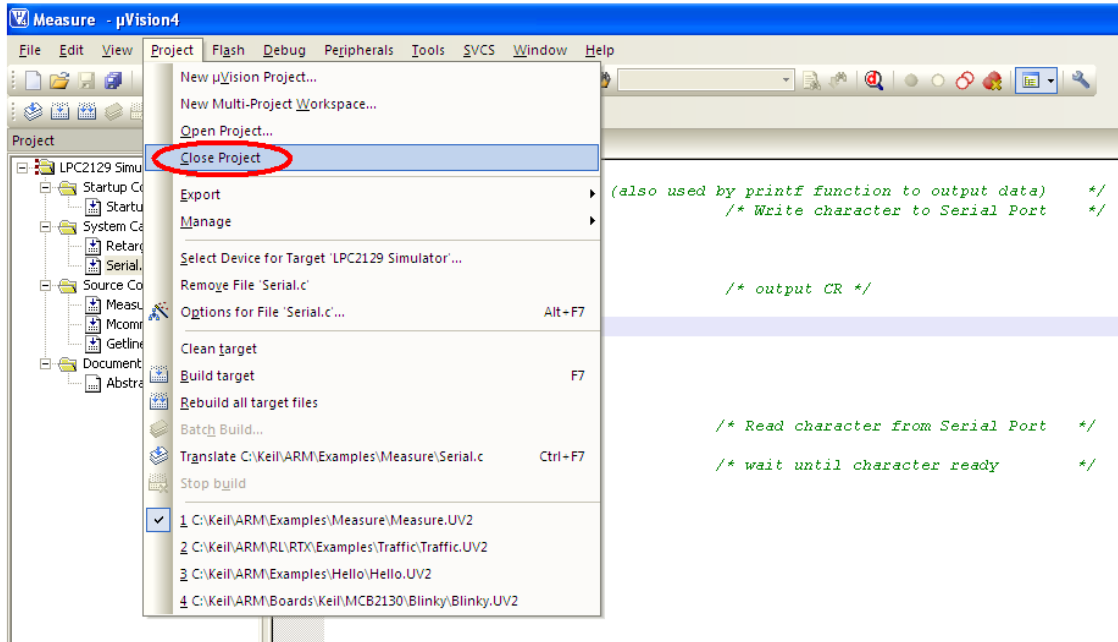 Measure - µVision4
File Edit View Project Flash Debug Peripherals Tools SVCS Window Help
New µVision Project...
New Multi-Project Workspace...
Open Project...
Project
Close Project
LPC2129 Simu
Startup Co
(also used by printf function to output data) */
Export
Startu
/* Write character to Serial Port */
Manage
System Ca
Retarg
Select Device for Target 'LPC2129 Simulator'...
Serial.
Remove File 'Serial.c'
Source Co
/* output CR */
Measu
Options for File 'Serial.c'... Alt+F7
Mcomm
Getline
Clean target
Document
Build target F7
Abstra
Rebuild all target files
Batch Build...
/* Read character from Serial Port */
Translate C:\Keil\ARM\Examples\Measure\Serial.c Ctrl+F7
/* wait until character ready */
Stop build
1 C:\Keil\ARM\Examples\Measure\Measure.UV2
2 C:\Keil\ARM\RL\RTX\Examples\Traffic\Traffic.UV2
3 C:\Keil\ARM\Examples\Hello\Hello.UV2
4 C:\Keil\ARM\Boards\Keil\MCB2130\Blinky\Blinky.UV2